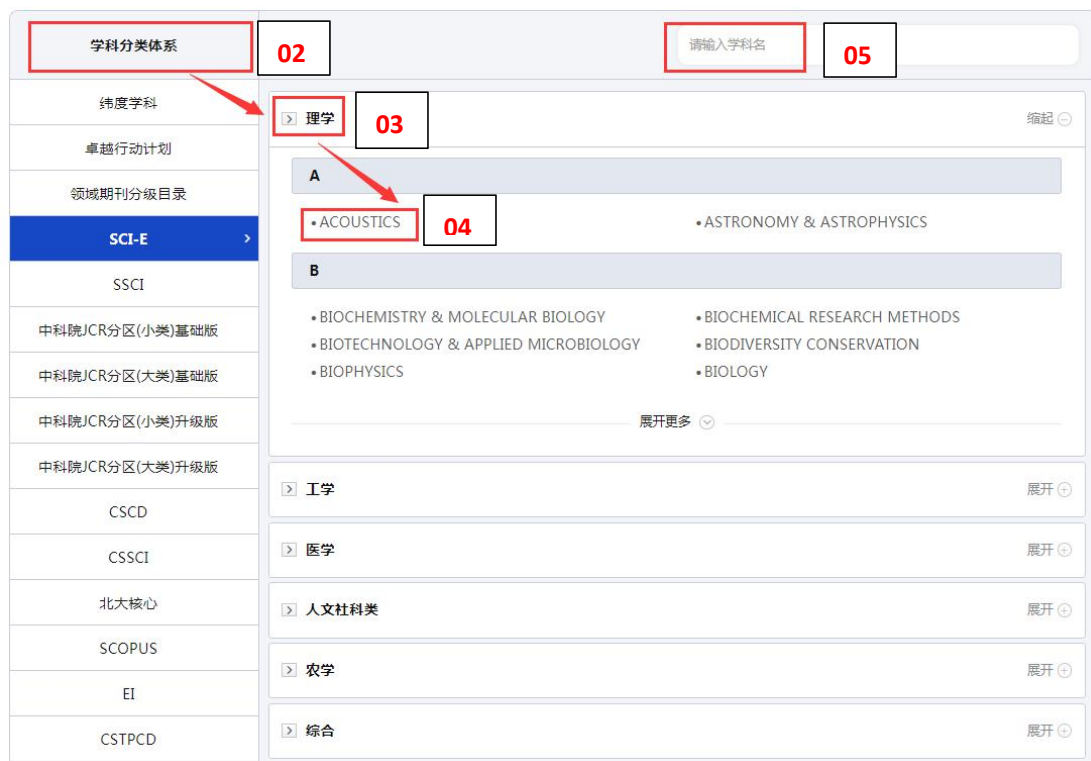 学科分类体系
02
请输入学科名
05
纬度学科
卓越行动计划
领域期刊分级目录
SCI-E
SSCI
中科院JCR分区(小类)基础版
中科院JCR分区(大类)基础版
中科院JCR分区(小类)升级版
中科院JCR分区(大类)升级版
CSCD
CSSCI
北大核心
SCOPUS
EI
CSTPCD
理学
03
缩起
A
•ACOUSTICS
04
•ASTRONOMY & ASTROPHYSICS
B
•BIOCHEMISTRY & MOLECULAR BIOLOGY
•BIOCHEMICAL RESEARCH METHODS
•BIOTECHNOLOGY & APPLIED MICROBIOLOGY
•BIODIVERSITY CONSERVATION
•BIOPHYSICS
•BIOLOGY
展开更多
工学
展开
医学
展开
人文社科类
展开
农学
展开
综合
展开